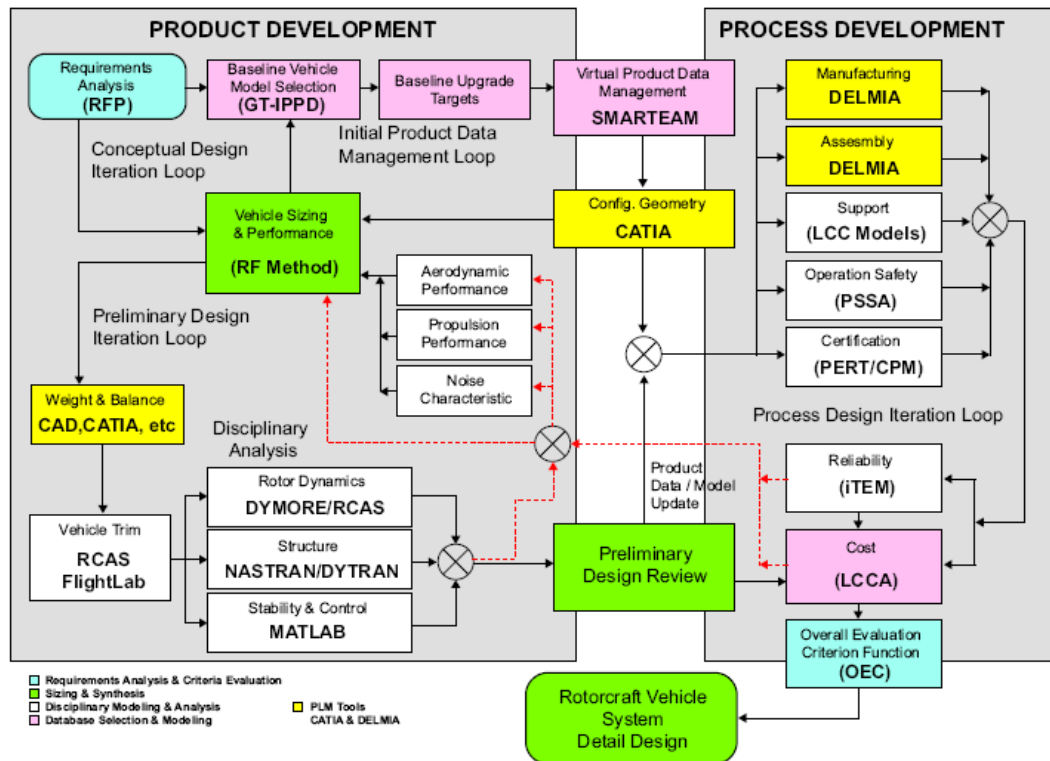 PRODUCT DEVELOPMENT
PROCESS DEVELOPMENT
Requirements
Analysis
(RFP)
Baseline Vehicle
Model Selection
(GT-IPPD)
Baseline Upgrade
Targets
Virtual Product Data
Management
SMARTEAM
Manufacturing
DELMIA
Assesmbly
DELMIA
Support
(LCC Models)
Operation Safety
(PSSA)
Certification
(PERT/CPM)
Conceptual Design
Iteration Loop
Initial Product Data
Management Loop
Vehicle Sizing
& Performance
(RF Method)
Config. Geometry
CATIA
Aerodynamic
Performance
Propulsion
Performance
Noise
Characteristic
Preliminary Design
Iteration Loop
Weight & Balance
CAD,CATIA, etc
Disciplinary
Analysis
Process Design Iteration Loop
Rotor Dynamics
DYMORE/RCAS
Vehicle Trim
RCAS
FlightLab
Structure
NASTRAN/DYTRAN
Stability & Control
MATLAB
Product
Data / Model
Update
Preliminary
Design Review
Reliability
(iTEM)
Cost
(LCCA)
Overall Evaluation
Criterion Function
(OEC)
Rotorcraft Vehicle
System
Detail Design
Requirements Analysis & Criteria Evaluation
Sizing & Synthesis
Disciplinary Modeling & Analysis
Database Selection & Modeling
PLM Tools
CATIA & DELMIA